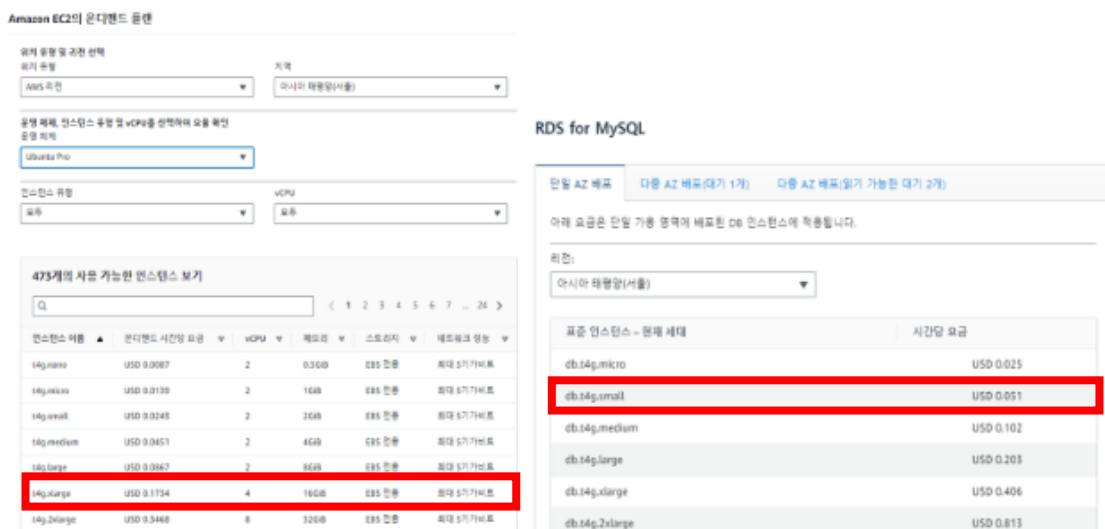 Amazon EC2의 온디맨드 플랜
위치 유형 및 리전 선택
위치 유형
지역
AWS 리전
아시아 태평양(서울)
운영 체제, 인스턴스 유형 및 vCPU를 선택하여 요율 확인
운영 체제
Ubuntu Pro
인스턴스 유형
vCPU
모두
모두
473개의 사용 가능한 인스턴스 보기
< 1 2 3 4 5 6 7 ... 24 >
인스턴스 이름 온디맨드 시간당 요금 vCPU 메모리 스토리지 네트워크 성능
t4g.nano USD 0.0087 2 0.5GiB EBS 전용 최대 5기가비트
t4g.micro USD 0.0139 2 1GiB EBS 전용 최대 5기가비트
t4g.small USD 0.0243 2 2GiB EBS 전용 최대 5기가비트
t4g.medium USD 0.0451 2 4GiB EBS 전용 최대 5기가비트
t4g.large USD 0.0867 2 8GiB EBS 전용 최대 5기가비트
t4g.xlarge USD 0.1734 4 16GiB EBS 전용 최대 5기가비트
t4g.2xlarge USD 0.3468 8 32GiB EBS 전용 최대 5기가비트
RDS for MySQL
단일 AZ 배포 다중 AZ 배포(대기 1개) 다중 AZ 배포(읽기 가능한 대기 2개)
아래 요금은 단일 가용 영역에 배포된 DB 인스턴스에 적용됩니다.
리전:
아시아 태평양(서울)
표준 인스턴스 – 현재 세대 시간당 요금
db.t4g.micro USD 0.025
db.t4g.small USD 0.051
db.t4g.medium USD 0.102
db.t4g.large USD 0.203
db.t4g.xlarge USD 0.406
db.t4g.2xlarge USD 0.813